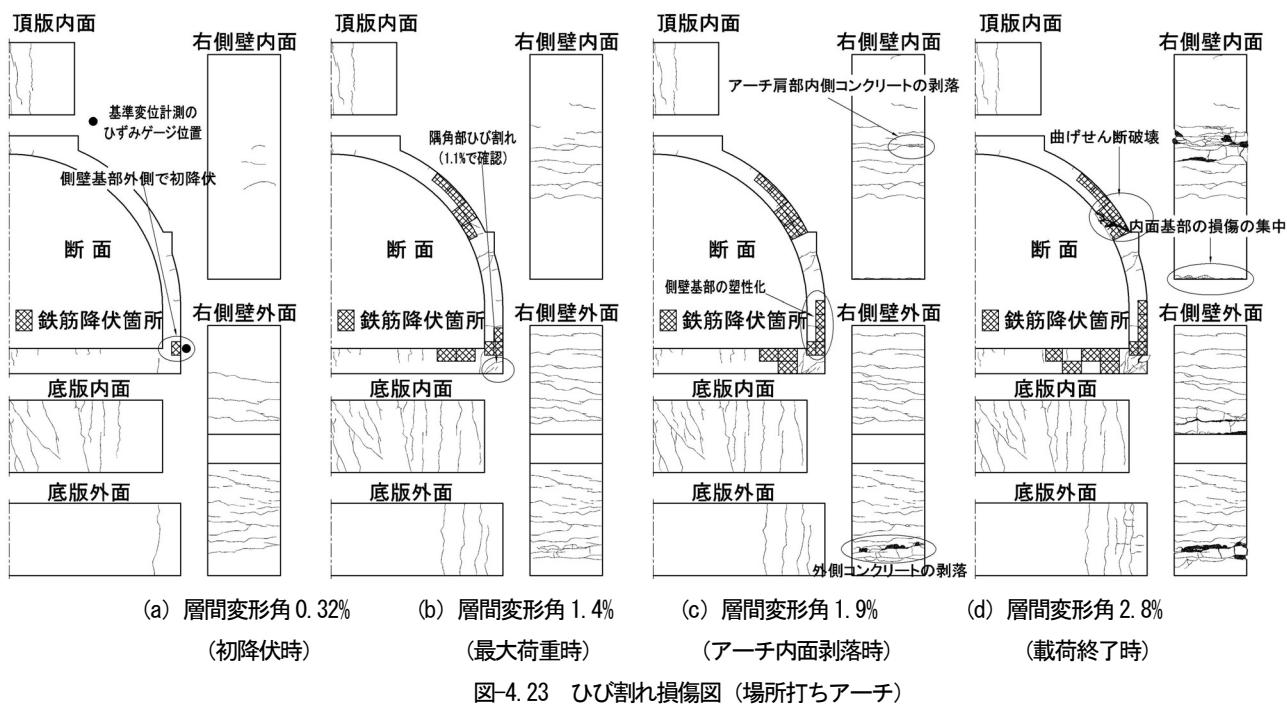 頂版内面
右側壁内面
基準変位計測の
ひずみゲージ位置
側壁基部外側で初降伏
断面
鉄筋降伏箇所
右側壁外面
底版内面
底版外面
(a) 層間変形角 0.32%
(初降伏時)
頂版内面
右側壁内面
隅角部ひび割れ
(1.1%で確認)
断面
鉄筋降伏箇所
右側壁外面
底版内面
底版外面
(b) 層間変形角 1.4%
(最大荷重時)
頂版内面
右側壁内面
アーチ肩部内側コンクリートの剥落
断面
側壁基部の塑性化
鉄筋降伏箇所
右側壁外面
底版内面
底版外面
外側コンクリートの剥落
(c) 層間変形角 1.9%
(アーチ内面剥落時)
頂版内面
右側壁内面
曲げせん断破壊
内面基部の損傷の集中
断面
鉄筋降伏箇所
右側壁外面
底版内面
底版外面
(d) 層間変形角 2.8%
(載荷終了時)
図-4.23 ひび割れ損傷図(場所打ちアーチ)